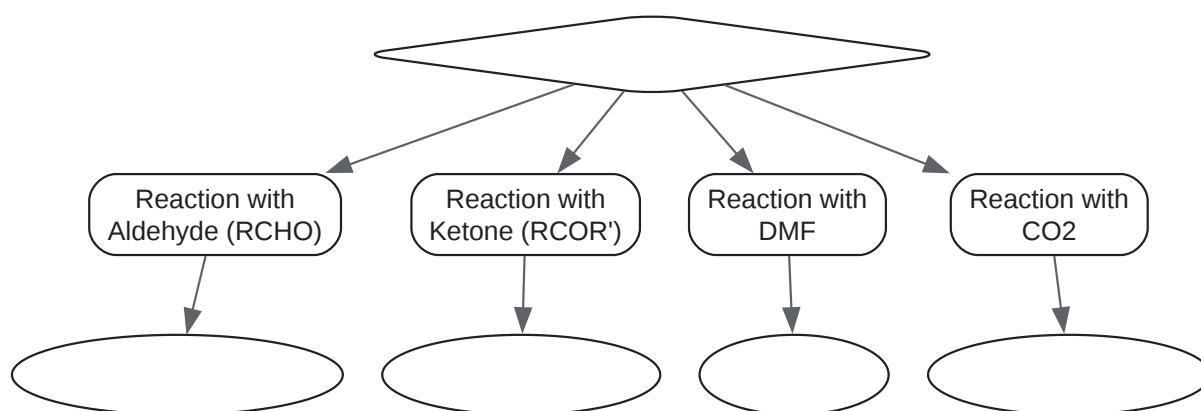 Reaction with
Aldehyde (RCHO)
Reaction with
Ketone (RCOR')
Reaction with
DMF
Reaction with
CO2